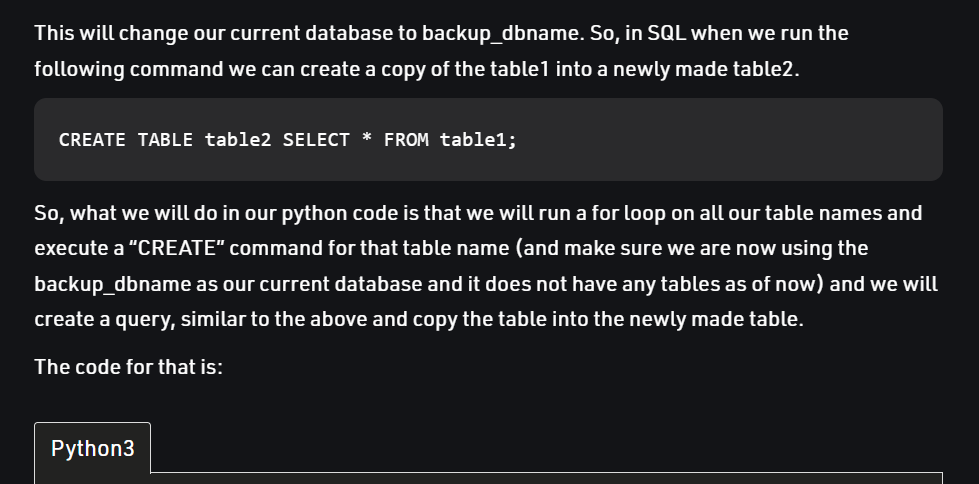 This will change our current database to backup_dbname. So, in SQL when we run the
following command we can create a copy of the table1 into a newly made table2.
CREATE TABLE table2 SELECT * FROM table1;
So, what we will do in our python code is that we will run a for loop on all our table names and
execute a “CREATE” command for that table name (and make sure we are now using the
backup_dbname as our current database and it does not have any tables as of now) and we will
create a query, similar to the above and copy the table into the newly made table.
The code for that is:
Python3